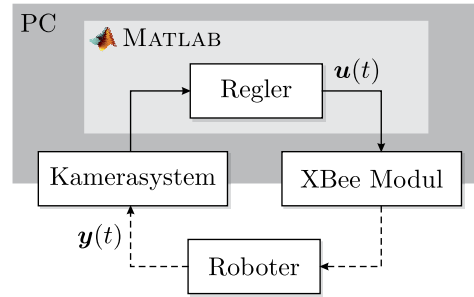 PC
MATLAB
Regler
u(t)
Kamerasystem
XBee Modul
y(t)
Roboter